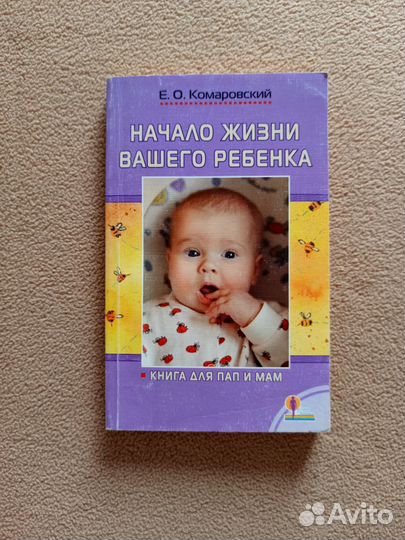 Е. О. Комаровский
НАЧАЛО ЖИЗНИ
ВАШЕГО РЕБЕНКА
КНИГА ДЛЯ ПАП И МАМ
Avito